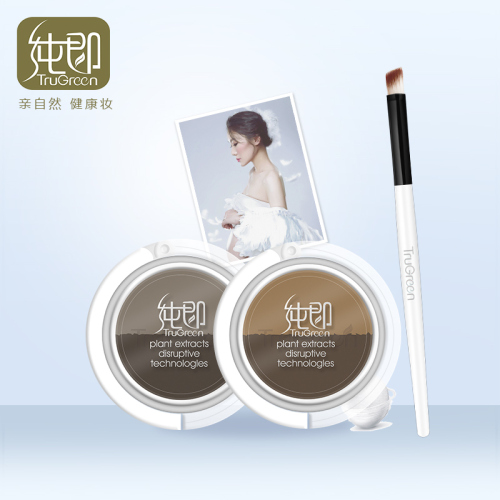 纯即
TruGreen
亲自然 健康妆
纯即
TruGreen
plant extracts
disruptive
technologies
纯即
TruGreen
plant extracts
disruptive
technologies
TruGreen